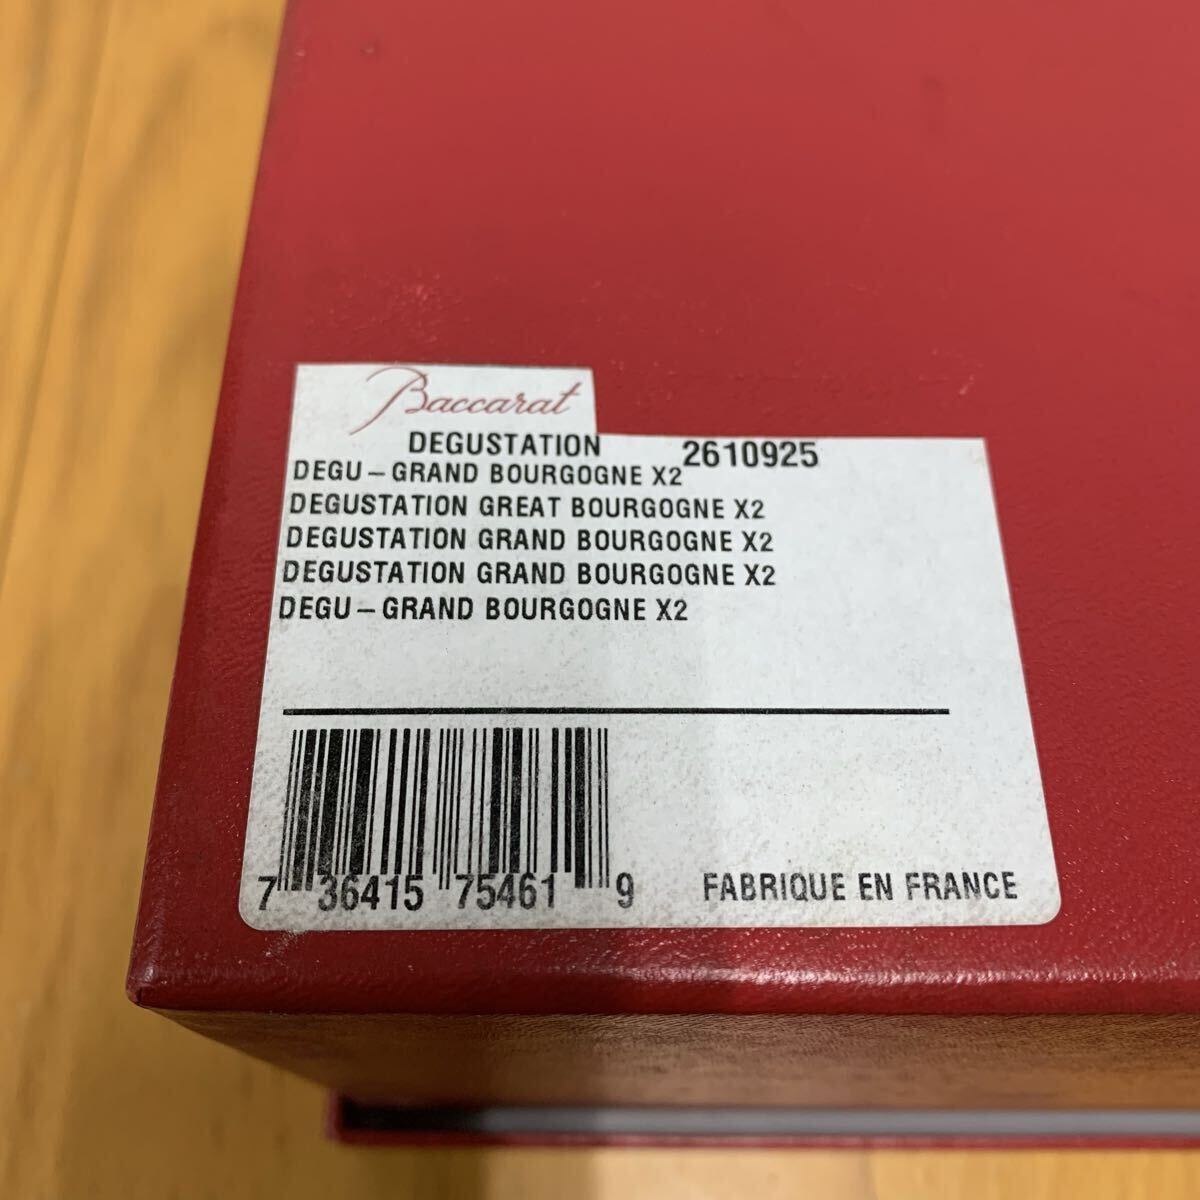 Baccarat
DEGUSTATION 2610925
DEGU-GRAND BOURGOGNE X2
DEGUSTATION GREAT BOURGOGNE X2
DEGUSTATION GRAND BOURGOGNE X2
DEGUSTATION GRAND BOURGOGNE X2
DEGU-GRAND BOURGOGNE X2
7 36415 75461 9 FABRIQUE EN FRANCE